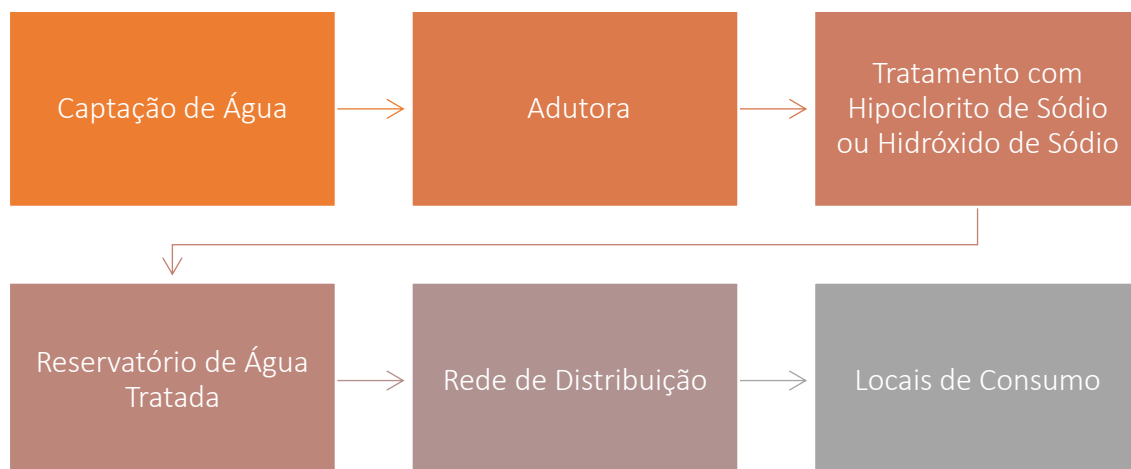 Captação de Água
Adutora
Tratamento com
Hipoclorito de Sódio
ou Hidróxido de Sódio
Reservatório de Água
Tratada
Rede de Distribuição
Locais de Consumo